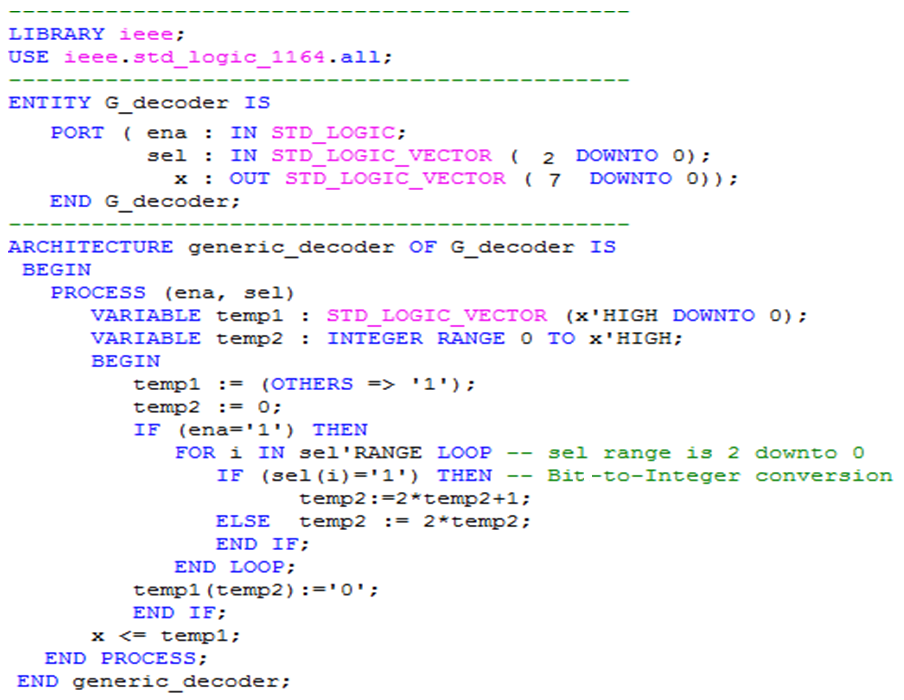 ---------------------------------------------
LIBRARY ieee;
USE ieee.std_logic_1164.all;
---------------------------------------------
ENTITY G_decoder IS
PORT ( ena : IN STD_LOGIC;
sel : IN STD_LOGIC_VECTOR ( 2 DOWNTO 0);
x : OUT STD_LOGIC_VECTOR ( 7 DOWNTO 0));
END G_decoder;
---------------------------------------------
ARCHITECTURE generic_decoder OF G_decoder IS
BEGIN
PROCESS (ena, sel)
VARIABLE temp1 : STD_LOGIC_VECTOR (x'HIGH DOWNTO 0);
VARIABLE temp2 : INTEGER RANGE 0 TO x'HIGH;
BEGIN
temp1 := (OTHERS => '1');
temp2 := 0;
IF (ena='1') THEN
FOR i IN sel'RANGE LOOP -- sel range is 2 downto 0
IF (sel(i)='1') THEN -- Bit-to-Integer conversion
temp2:=2*temp2+1;
ELSE temp2 := 2*temp2;
END IF;
END LOOP;
temp1(temp2):='0';
END IF;
x <= temp1;
END PROCESS;
END generic_decoder;